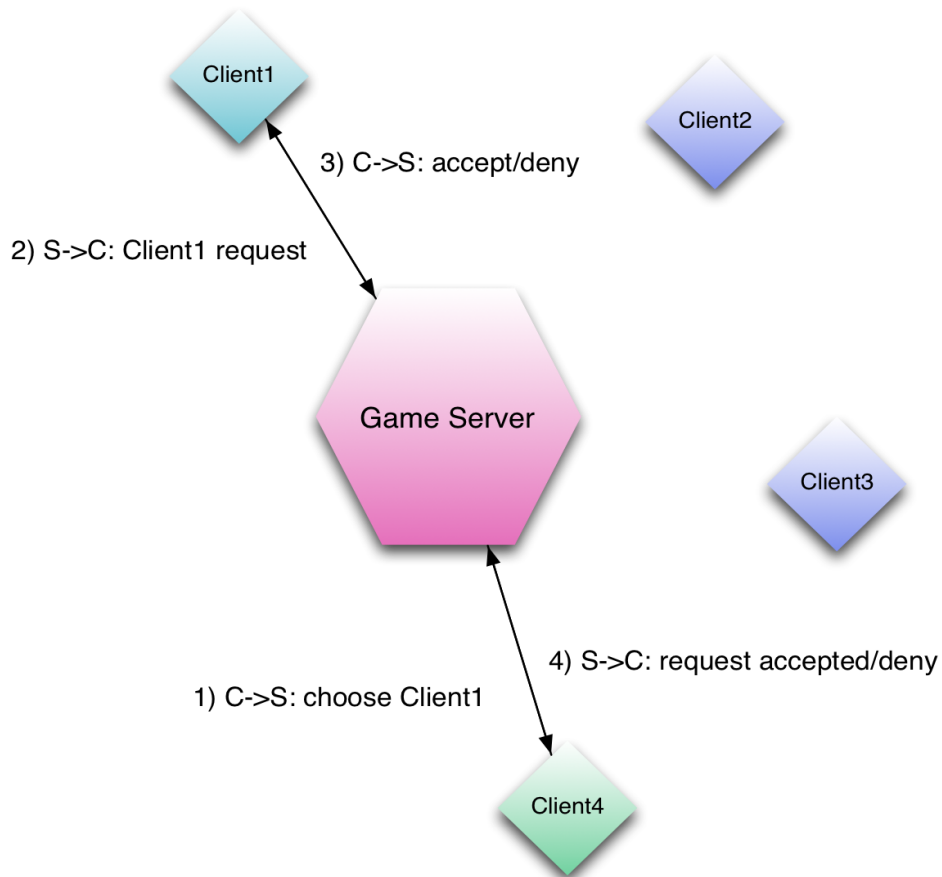 Client1
Client2
3) C->S: accept/deny
2) S->C: Client1 request
Game Server
Client3
4) S->C: request accepted/deny
1) C->S: choose Client1
Client4